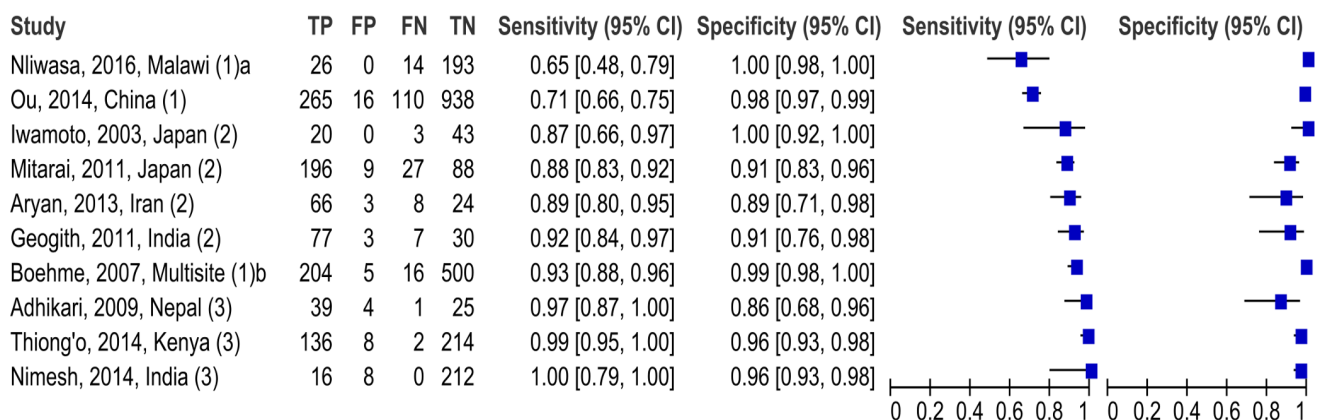 Study TP FP FN TN Sensitivity (95% CI) Specificity (95% CI) Sensitivity (95% CI) Specificity (95% CI)
Nliwasa, 2016, Malawi (1)a 26 0 14 193 0.65 [0.48, 0.79] 1.00 [0.98, 1.00]
Ou, 2014, China (1) 265 16 110 938 0.71 [0.66, 0.75] 0.98 [0.97, 0.99]
Iwamoto, 2003, Japan (2) 20 0 3 43 0.87 [0.66, 0.97] 1.00 [0.92, 1.00]
Mitarai, 2011, Japan (2) 196 9 27 88 0.88 [0.83, 0.92] 0.91 [0.83, 0.96]
Aryan, 2013, Iran (2) 66 3 8 24 0.89 [0.80, 0.95] 0.89 [0.71, 0.98]
Geogith, 2011, India (2) 77 3 7 30 0.92 [0.84, 0.97] 0.91 [0.76, 0.98]
Boehme, 2007, Multisite (1)b 204 5 16 500 0.93 [0.88, 0.96] 0.99 [0.98, 1.00]
Adhikari, 2009, Nepal (3) 39 4 1 25 0.97 [0.87, 1.00] 0.86 [0.68, 0.96]
Thiong'o, 2014, Kenya (3) 136 8 2 214 0.99 [0.95, 1.00] 0.96 [0.93, 0.98]
Nimesh, 2014, India (3) 16 8 0 212 1.00 [0.79, 1.00] 0.96 [0.93, 0.98]
0 0.2 0.4 0.6 0.8 1 0 0.2 0.4 0.6 0.8 1